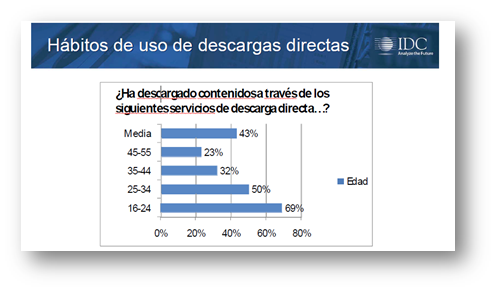 Hábitos de uso de descargas directas
IDC
Analyze the Future
¿Ha descargado contenidos a través de los
siguientes servicios de descarga directa...?
Media 43%
45-55 23%
35-44 32%
25-34 50%
16-24 69%
Edad
0% 20% 40% 60% 80%